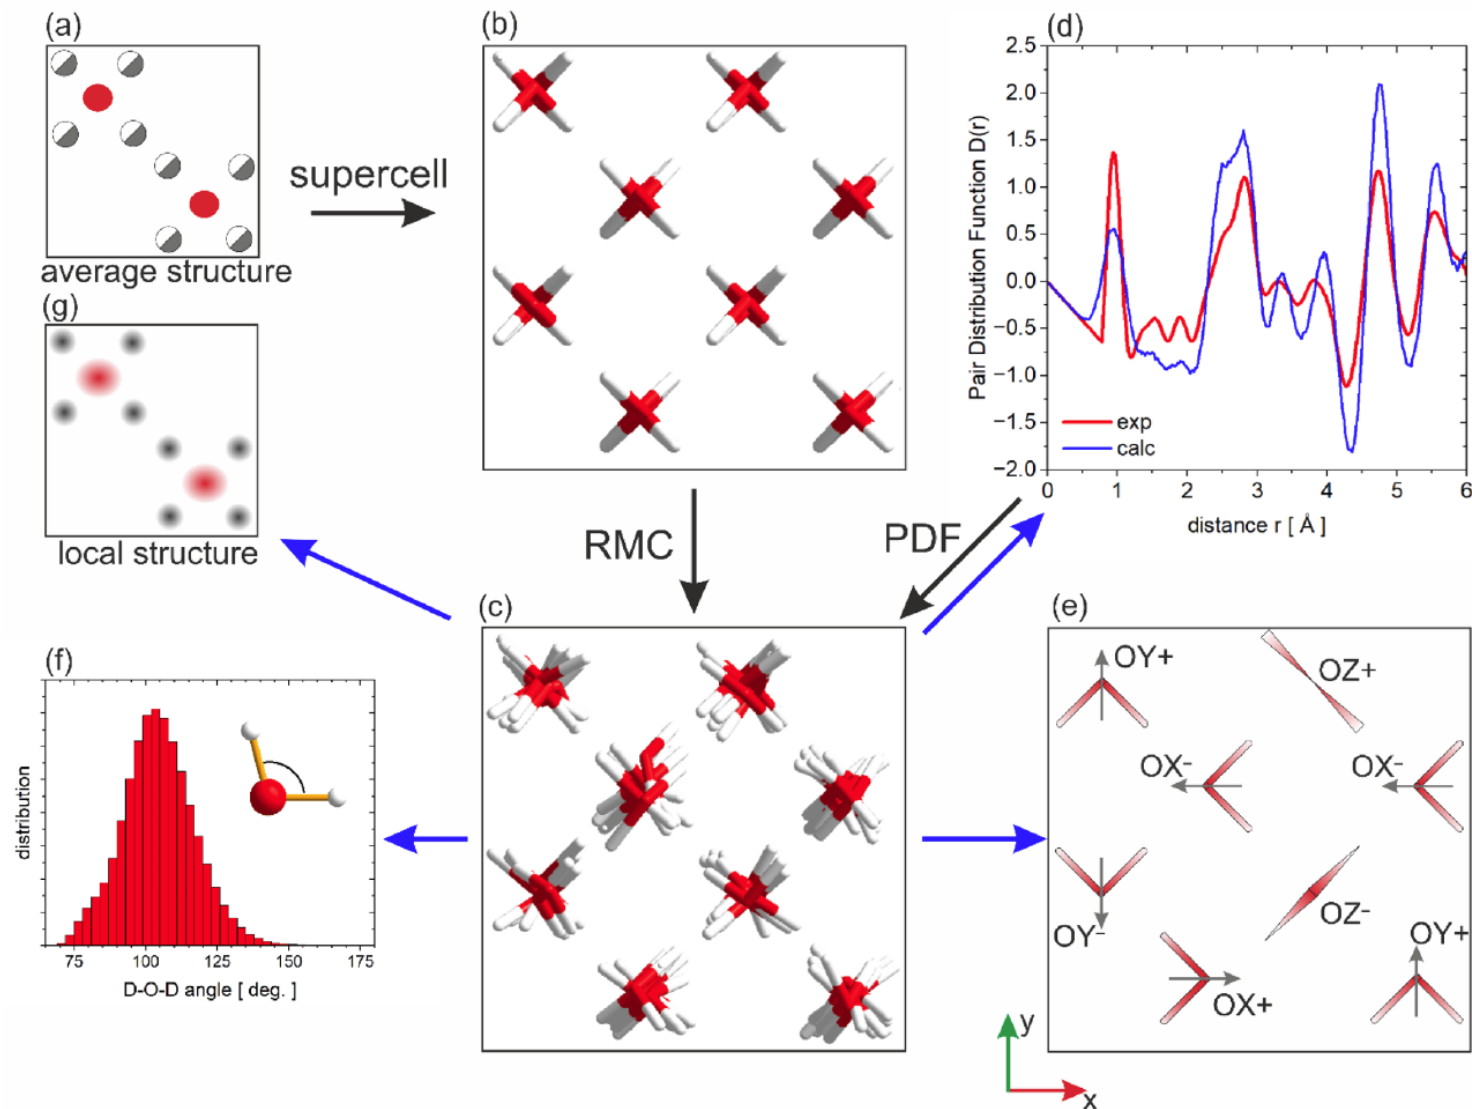 (a)
average structure
supercell
(b)
(d)
Pair Distribution Function D(r)
2.5
2.0
1.5
1.0
0.5
0.0
−0.5
−1.0
−1.5
−2.0
exp
calc
0 1 2 3 4 5 6
distance r [ Å ]
(g)
local structure
RMC
PDF
(c)
(e)
OY+
OZ+
OX-
OX-
OY-
OZ-
OX+
OY+
y
x
(f)
distribution
75 100 125 150 175
D-O-D angle [ deg. ]